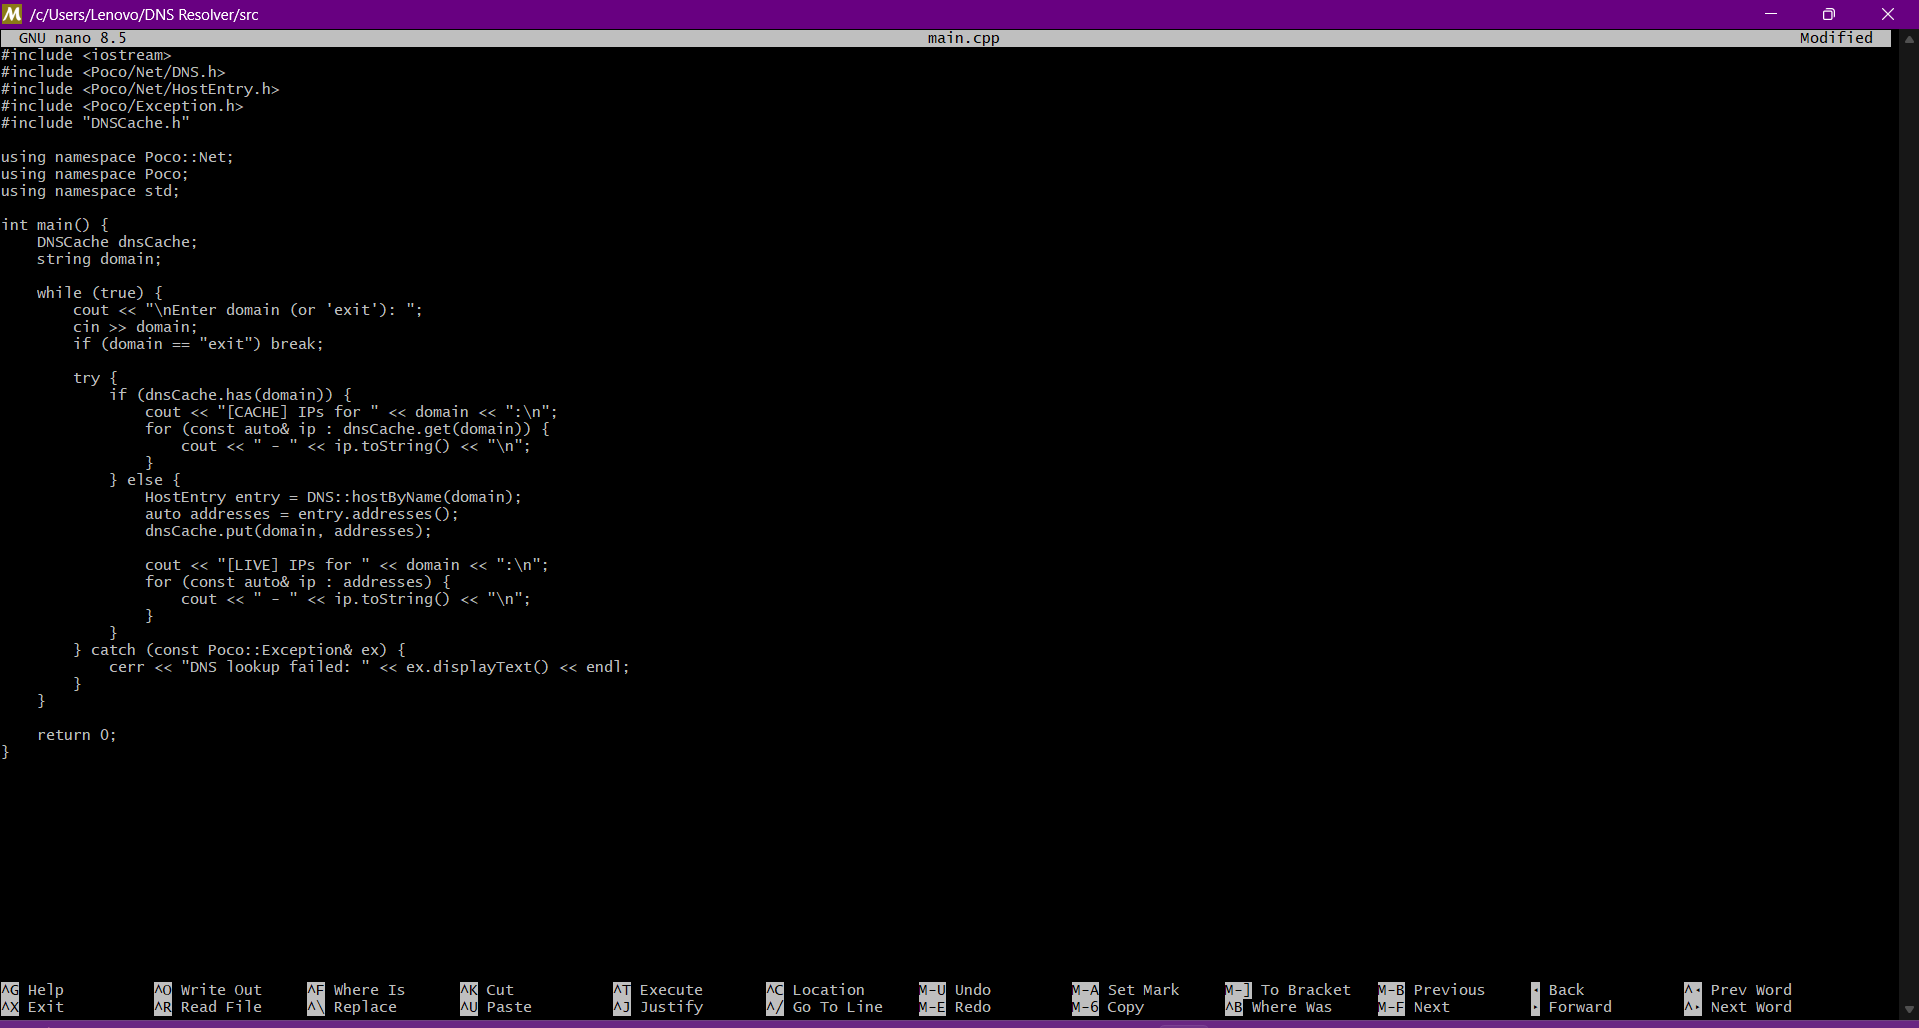 /c/Users/Lenovo/DNS Resolver/src
GNU nano 8.5 main.cpp Modified
#include <iostream>
#include <Poco/Net/DNS.h>
#include <Poco/Net/HostEntry.h>
#include <Poco/Exception.h>
#include "DNSCache.h"

using namespace Poco::Net;
using namespace Poco;
using namespace std;

int main() {
    DNSCache dnsCache;
    string domain;

    while (true) {
        cout << "\nEnter domain (or 'exit'): ";
        cin >> domain;
        if (domain == "exit") break;

        try {
            if (dnsCache.has(domain)) {
                cout << "[CACHE] IPs for " << domain << ":\n";
                for (const auto& ip : dnsCache.get(domain)) {
                    cout << " - " << ip.toString() << "\n";
                }
            } else {
                HostEntry entry = DNS::hostByName(domain);
                auto addresses = entry.addresses();
                dnsCache.put(domain, addresses);

                cout << "[LIVE] IPs for " << domain << ":\n";
                for (const auto& ip : addresses) {
                    cout << " - " << ip.toString() << "\n";
                }
            }
        } catch (const Poco::Exception& ex) {
            cerr << "DNS lookup failed: " << ex.displayText() << endl;
        }
    }

    return 0;
}
^G Help ^O Write Out ^F Where Is ^K Cut ^T Execute ^C Location M-U Undo M-A Set Mark M-] To Bracket M-B Previous ◂ Back ^◂ Prev Word
^X Exit ^R Read File ^\ Replace ^U Paste ^J Justify ^/ Go To Line M-E Redo M-6 Copy ^B Where Was M-F Next ▸ Forward ^▸ Next Word